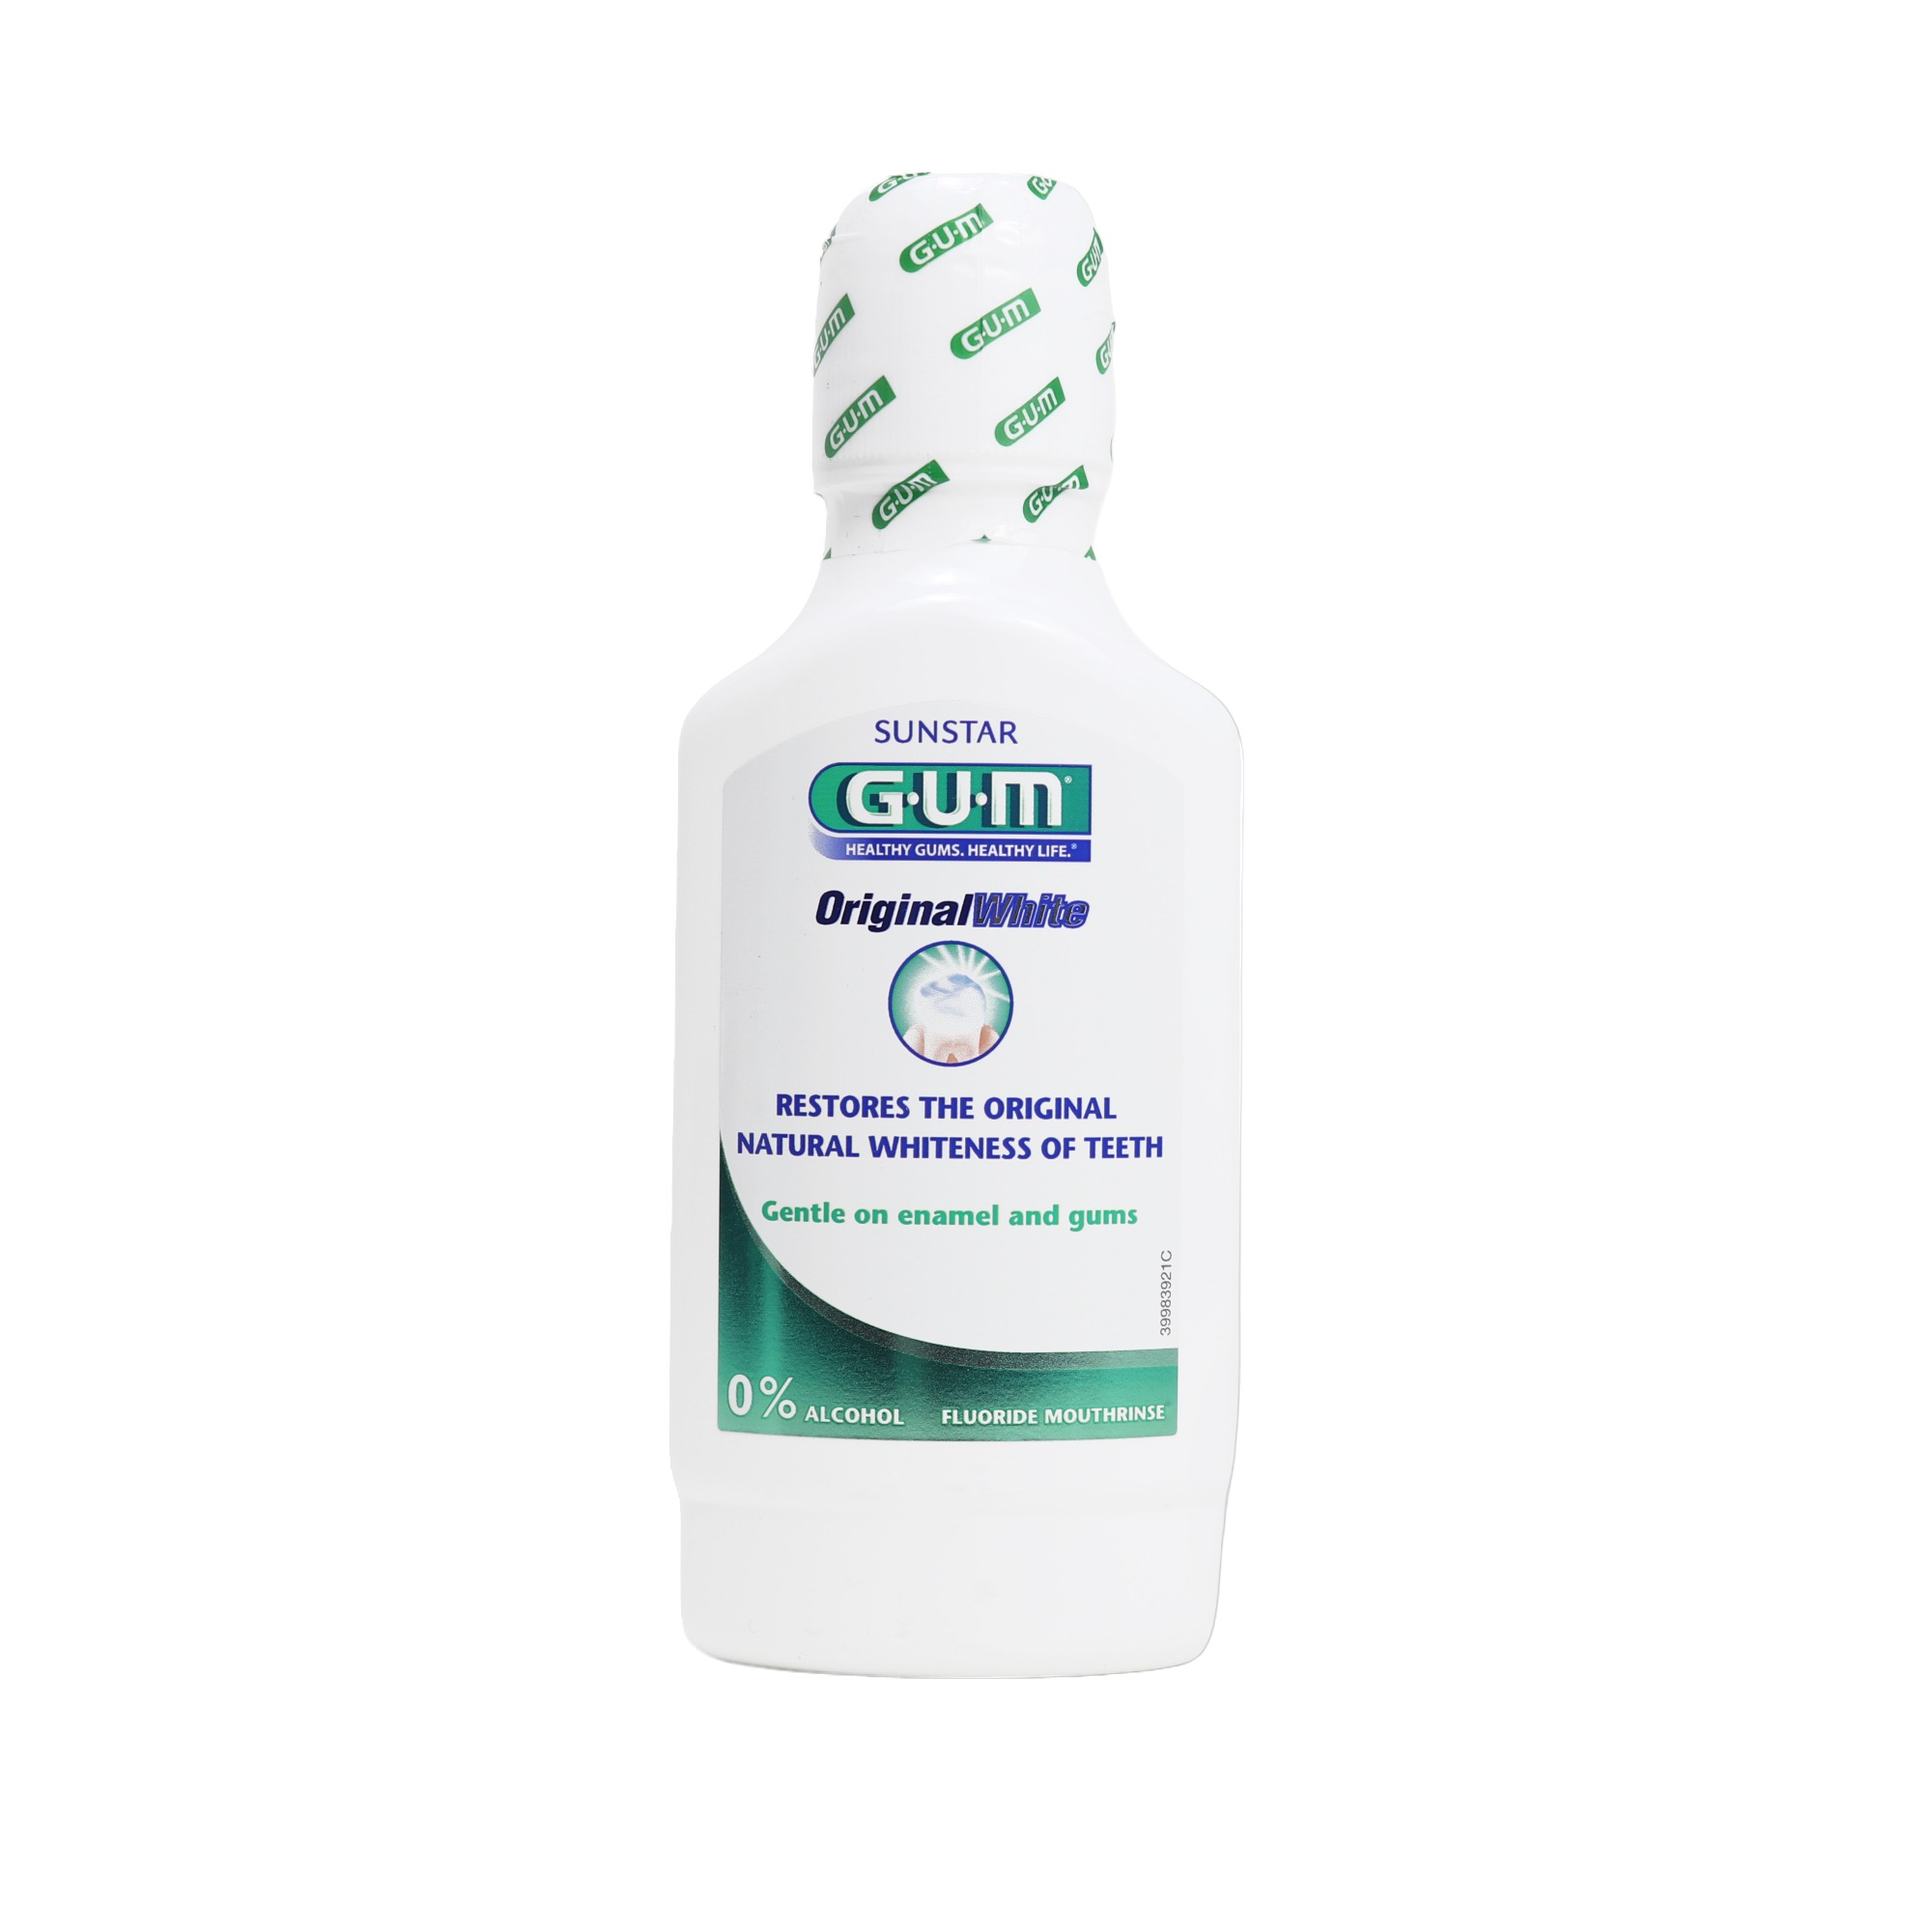 G·U·M
G·U·M
G·U·M
G·U·M
G·U·M
G·U·M
G·U·M
SUNSTAR
G·U·M®
HEALTHY GUMS. HEALTHY LIFE.®
OriginalWhite
RESTORES THE ORIGINAL
NATURAL WHITENESS OF TEETH
Gentle on enamel and gums
39983921C
0% ALCOHOL FLUORIDE MOUTHRINSE